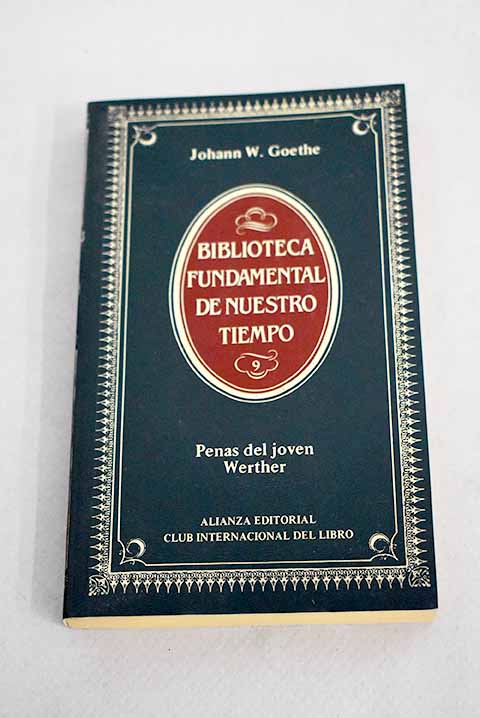 Johann W. Goethe
BIBLIOTECA
FUNDAMENTAL
DE NUESTRO
TIEMPO
9
Penas del joven
Werther
ALIANZA EDITORIAL
CLUB INTERNACIONAL DEL LIBRO